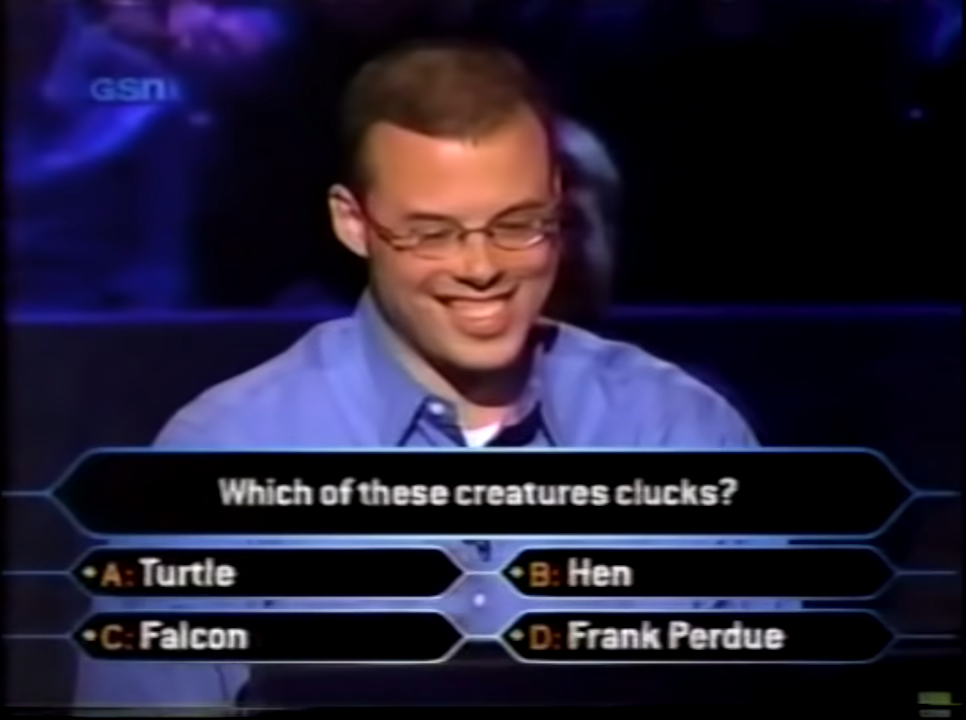 GSN
Which of these creatures clucks?
A: Turtle
B: Hen
C: Falcon
D: Frank Perdue